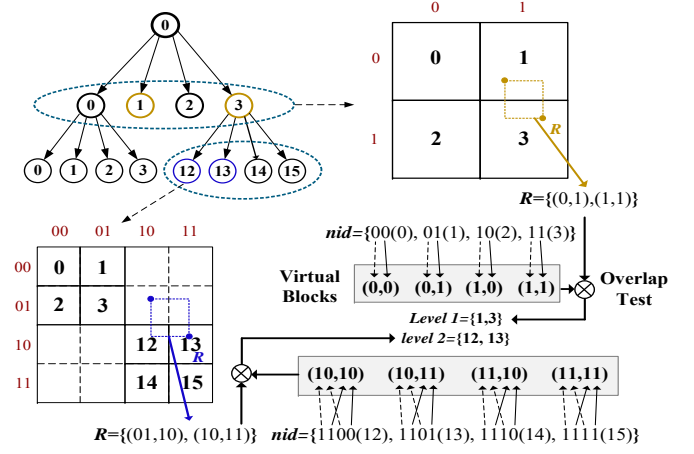 0
0 1 2 3
0 1 2 3 12 13 14 15
0 1
0 0 1
1 2 3
R
R={(0,1),(1,1)}
nid={00(0), 01(1), 10(2), 11(3)}
Virtual Blocks
(0,0) (0,1) (1,0) (1,1)
Overlap Test
Level 1={1,3}
level 2={12, 13}
00 01 10 11
00 0 1
01 2 3
10 12 13
R
11 14 15
(10,10) (10,11) (11,10) (11,11)
R={(01,10), (10,11)}
nid={1100(12), 1101(13), 1110(14), 1111(15)}